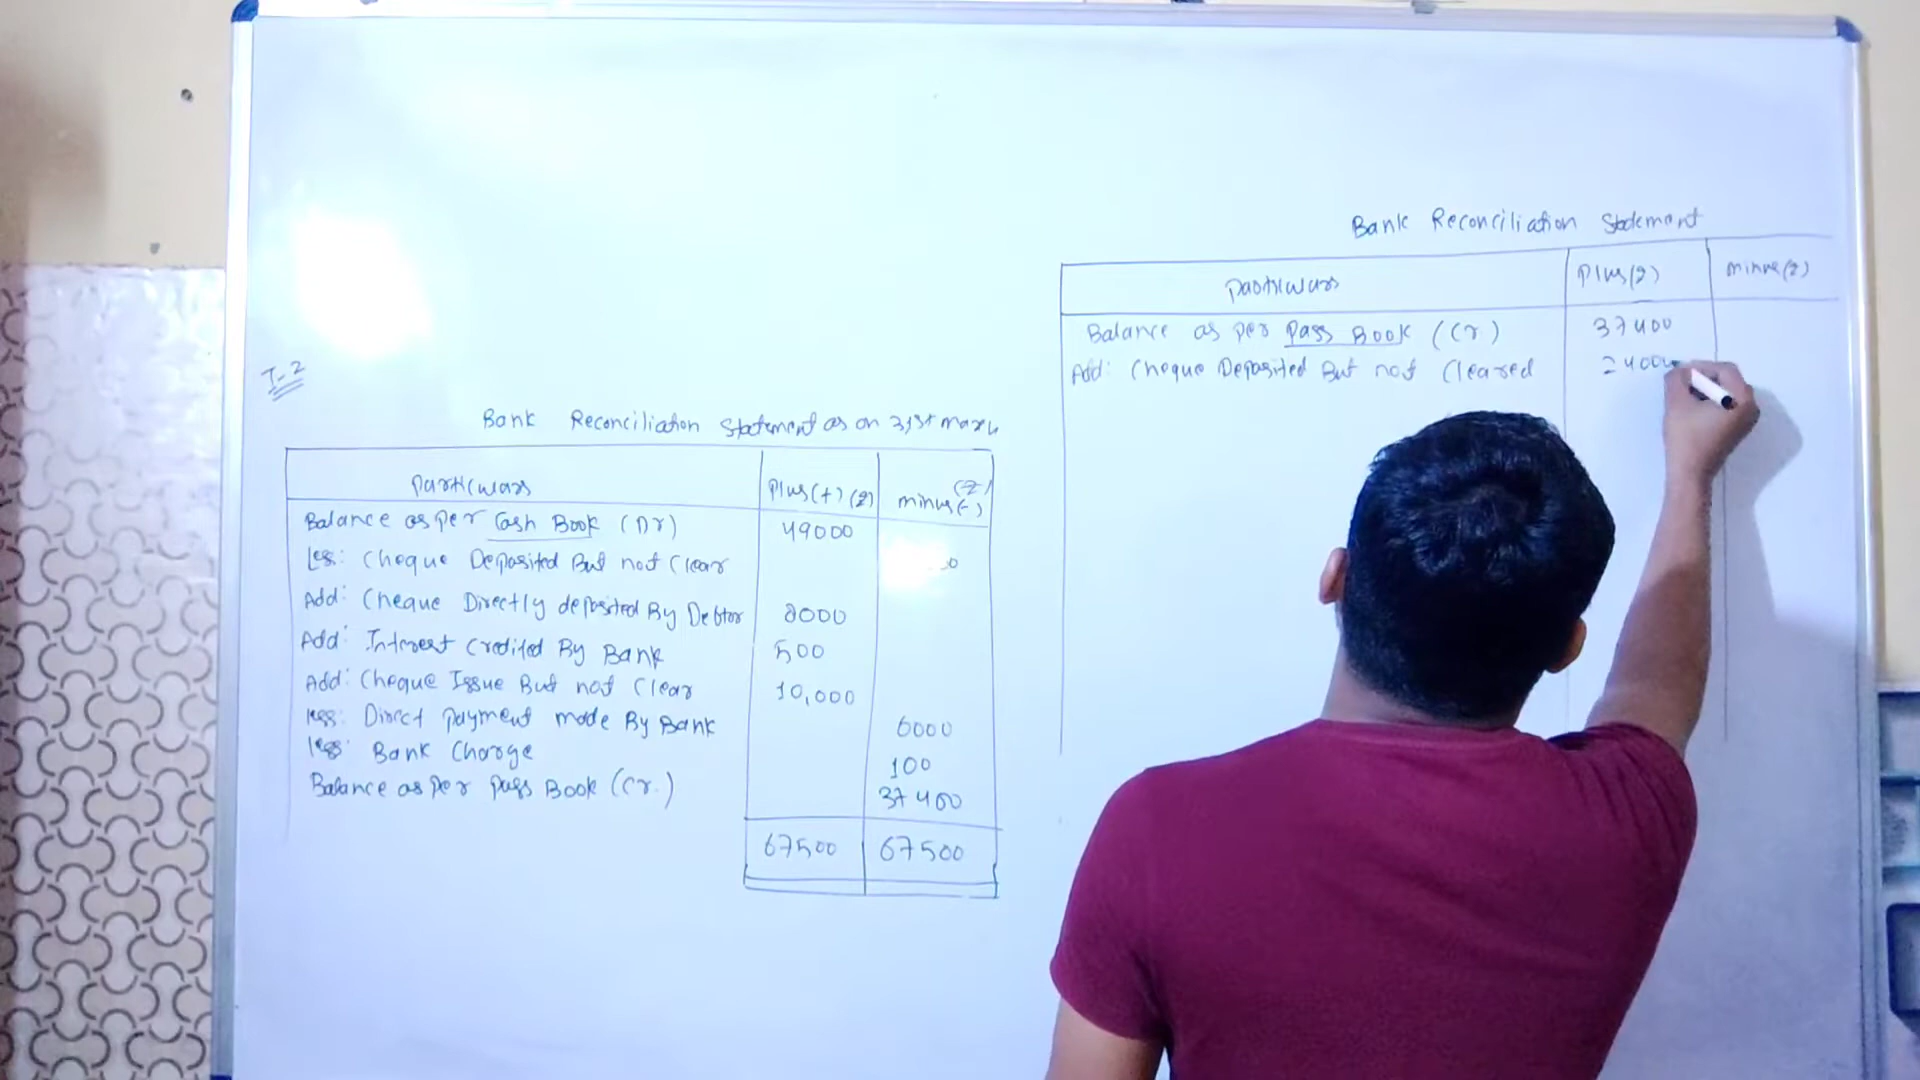 I-2
Bank Reconciliation Statement as on 31st march
Particulars Plus(+) (₹) minus(-) (₹)
Balance as per Cash Book (Dr) 49000
Less: Cheque Deposited But not Clear
Add: Cheque Directly deposited By Debtor 8000
Add: Interest Credited By Bank 500
Add: Cheque Issue But not Clear 10,000
less: Direct payment made By Bank 6000
less: Bank Charge 100
Balance as per pass Book (Cr.) 37400
67500 67500
Bank Reconciliation Statement
Particulars Plus(₹) minus(₹)
Balance as per Pass Book (Cr) 37400
Add: Cheque Deposited But not Cleared 24000